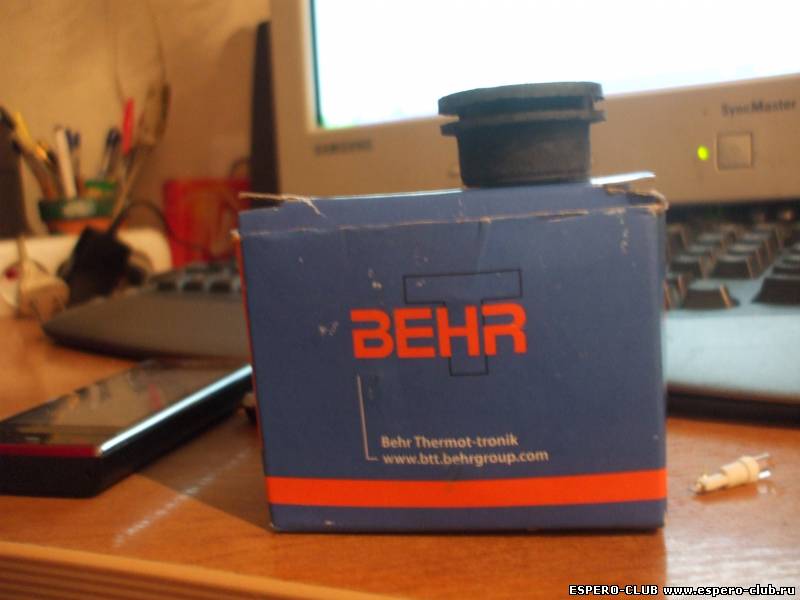 SAMSUNG
SyncMaster
BEHR
Behr Thermot-tronik
www.btt.behrgroup.com
ESPERO-CLUB www.espero-club.ru